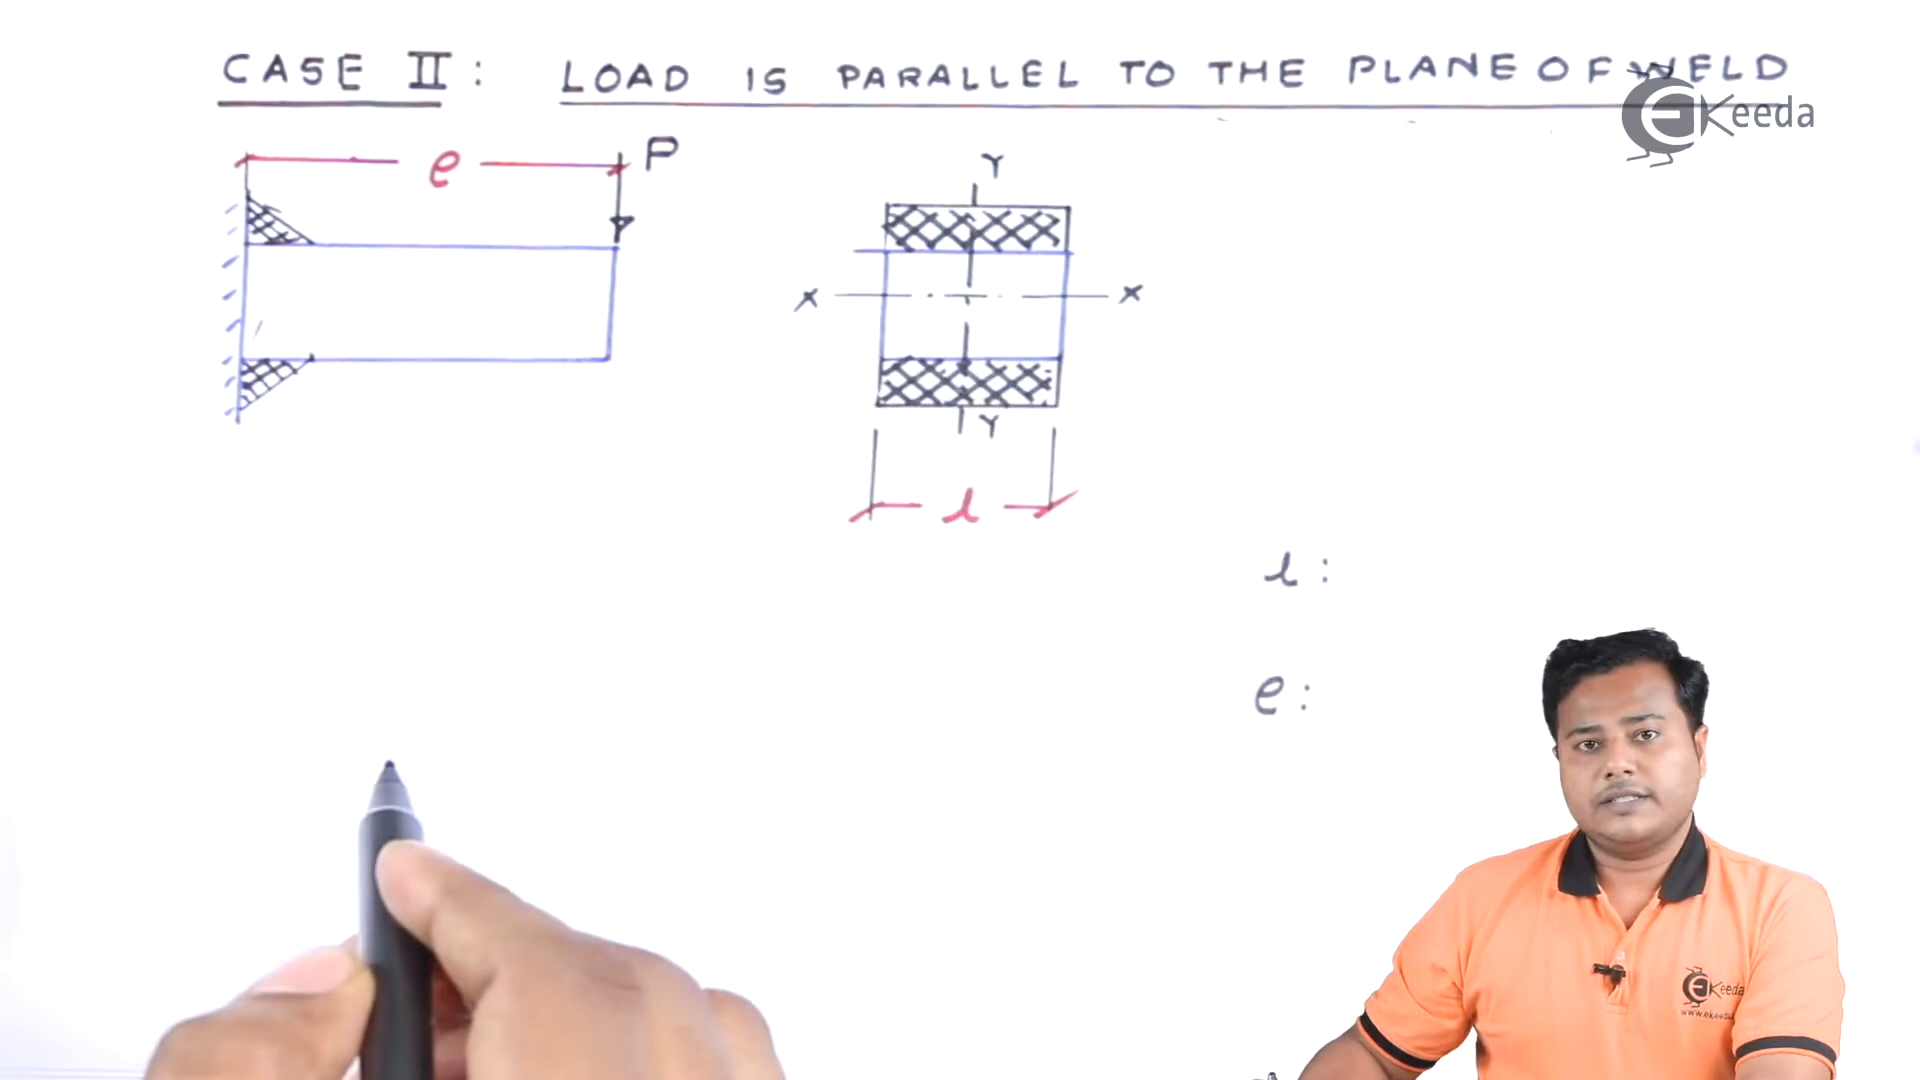 CASE II : LOAD IS PARALLEL TO THE PLANE OF WELD
EKeeda
e
P
Y
X
X
Y
l
l :
e :
EKeeda